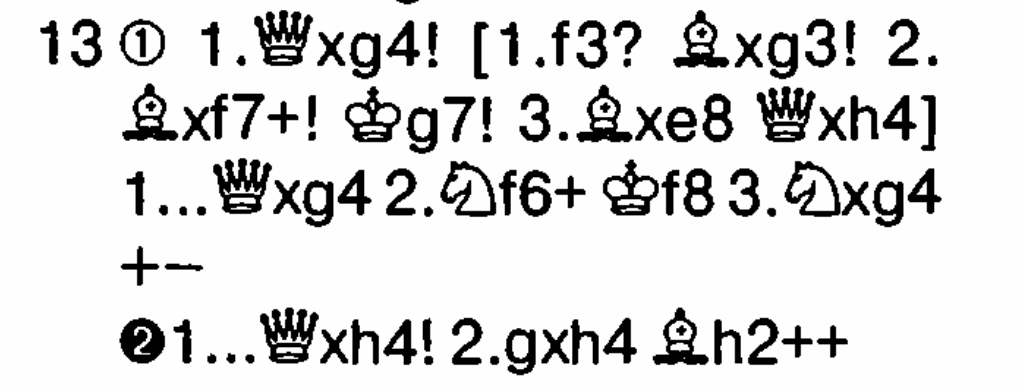 13 ① 1.♕xg4! [1.f3? ♗xg3! 2.
♗xf7+! ♔g7! 3.♗xe8 ♕xh4]
1...♕xg4 2.♘f6+ ♔f8 3.♘xg4
+−
❷1...♕xh4! 2.gxh4 ♗h2++